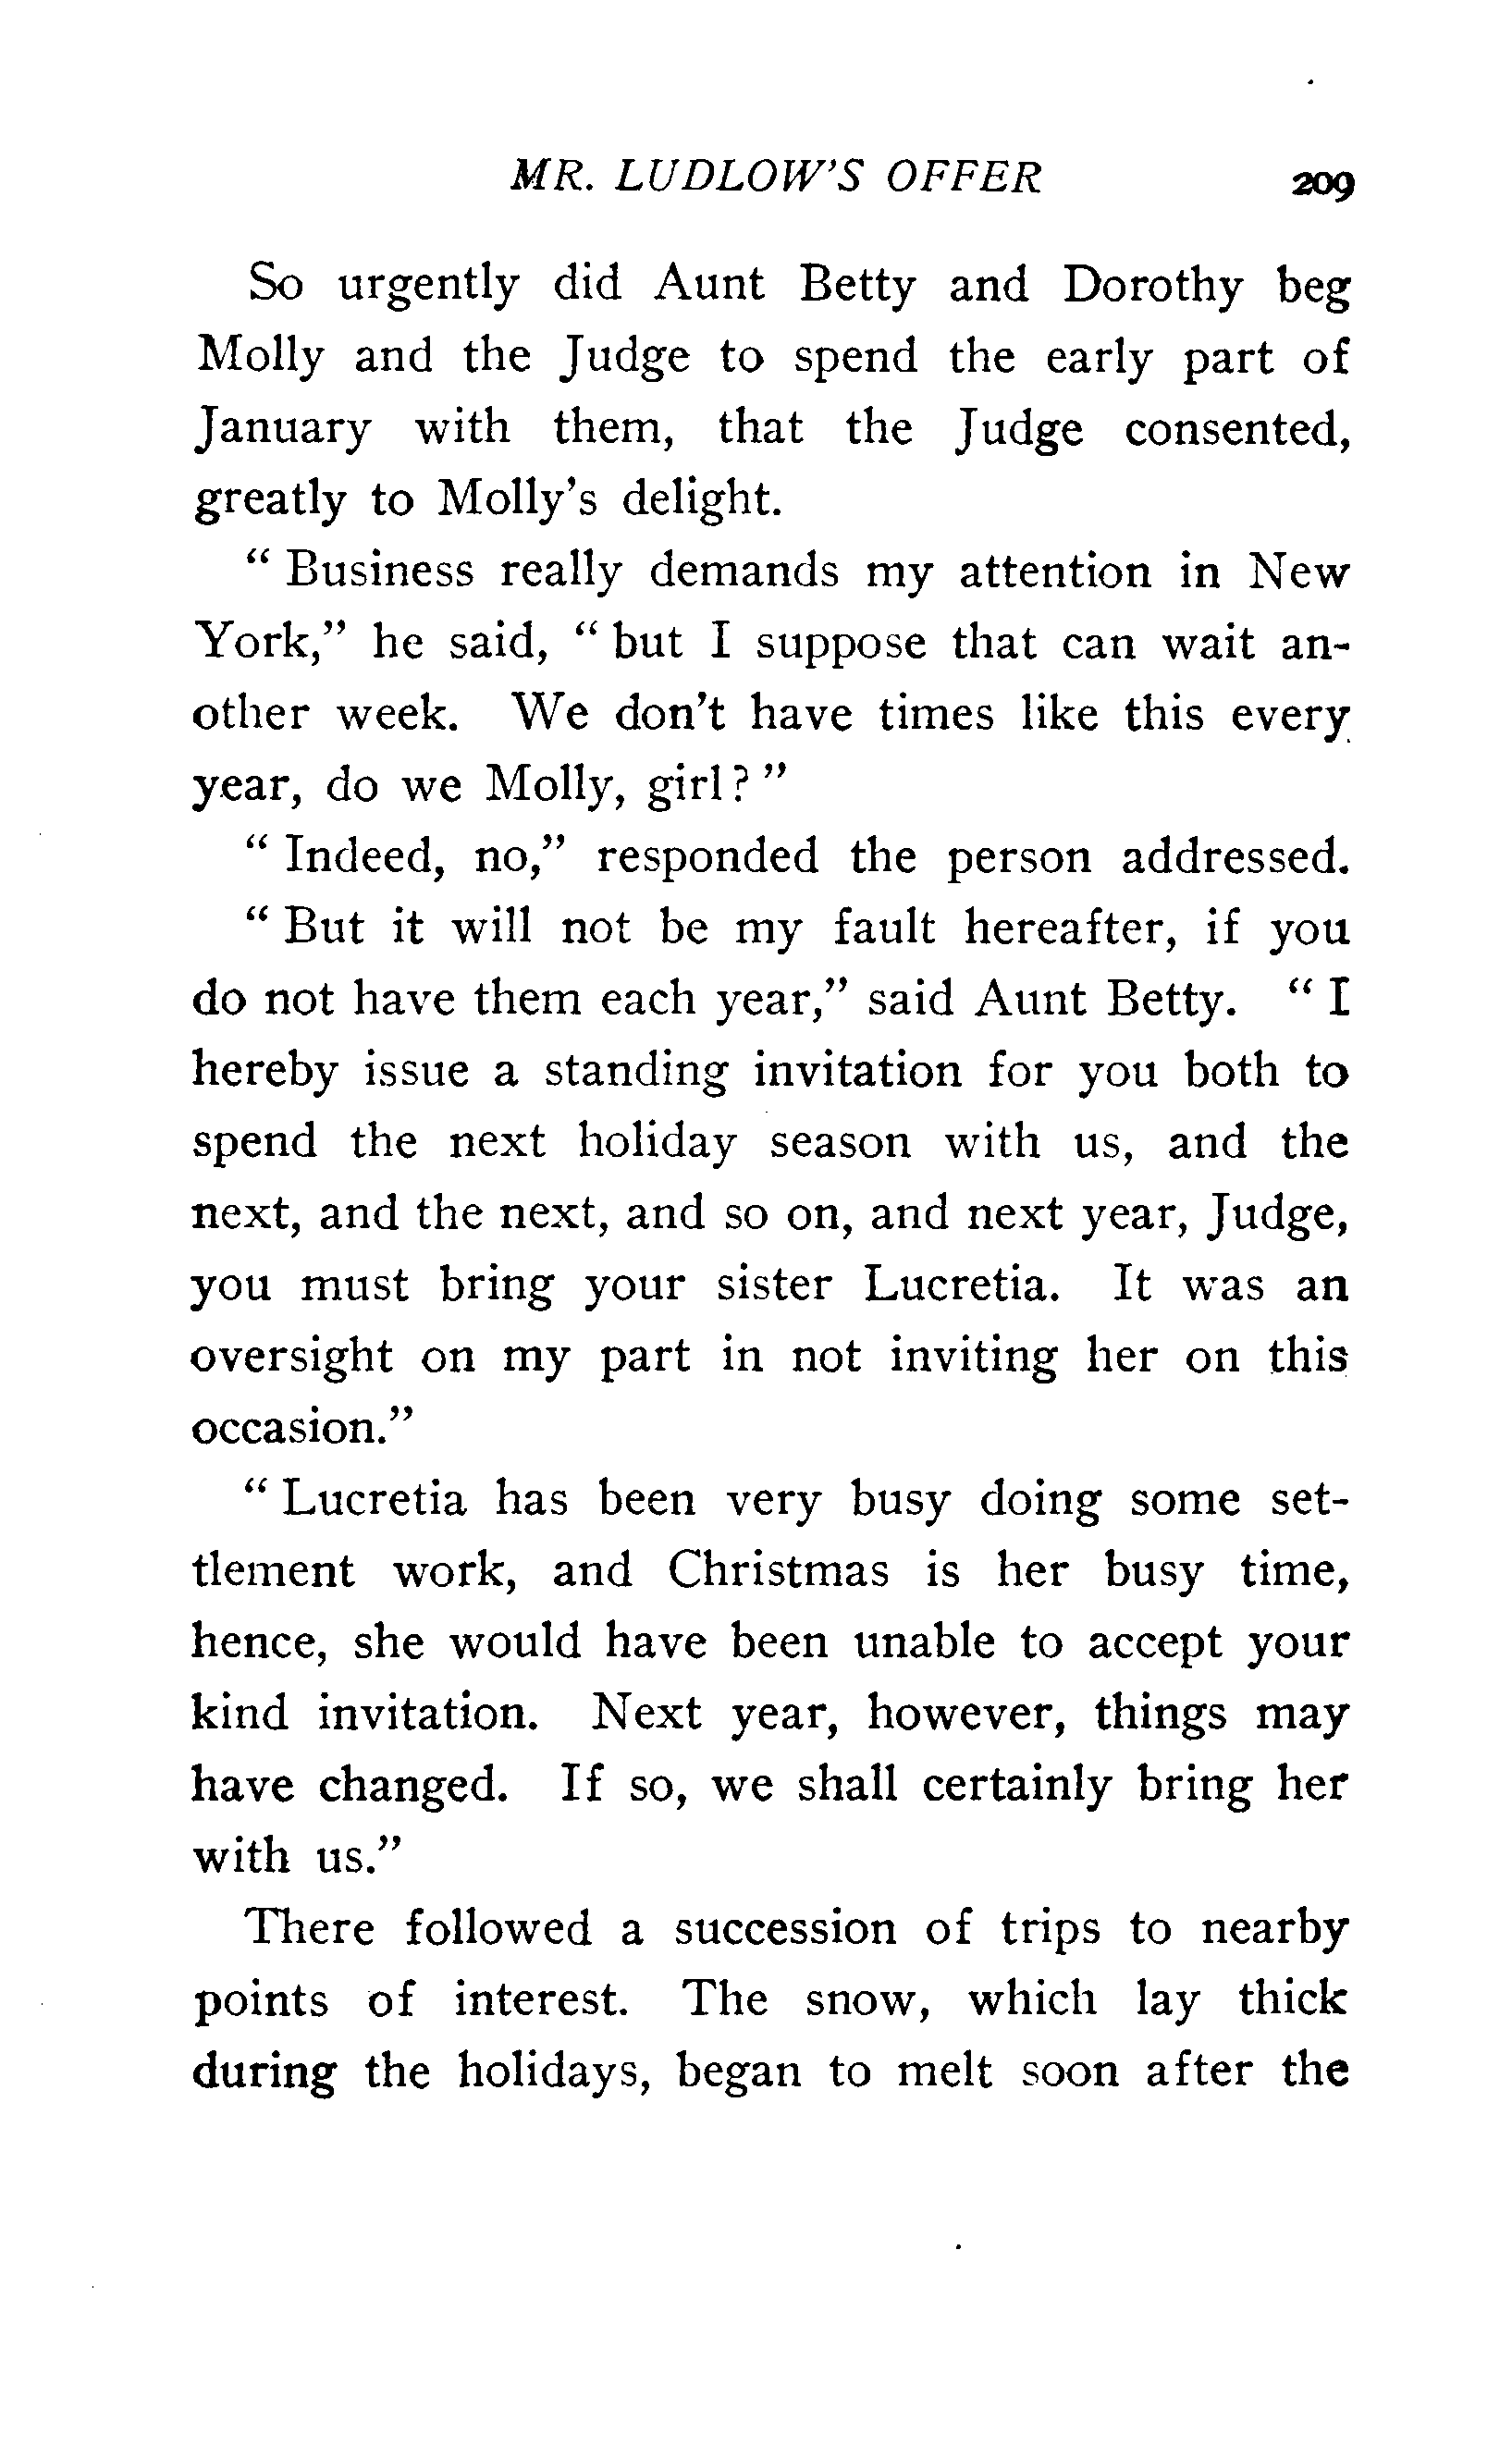 MR. LUDLOW'S OFFER 209
So urgently did Aunt Betty and Dorothy beg
Molly and the Judge to spend the early part of
January with them, that the Judge consented,
greatly to Molly's delight.
" Business really demands my attention in New
York," he said, " but I suppose that can wait an-
other week. We don't have times like this every
year, do we Molly, girl ? "
" Indeed, no," responded the person addressed.
" But it will not be my fault hereafter, if you
do not have them each year," said Aunt Betty. " I
hereby issue a standing invitation for you both to
spend the next holiday season with us, and the
next, and the next, and so on, and next year, Judge,
you must bring your sister Lucretia. It was an
oversight on my part in not inviting her on this
occasion."
" Lucretia has been very busy doing some set-
tlement work, and Christmas is her busy time,
hence, she would have been unable to accept your
kind invitation. Next year, however, things may
have changed. If so, we shall certainly bring her
with us."
There followed a succession of trips to nearby
points of interest. The snow, which lay thick
during the holidays, began to melt soon after the